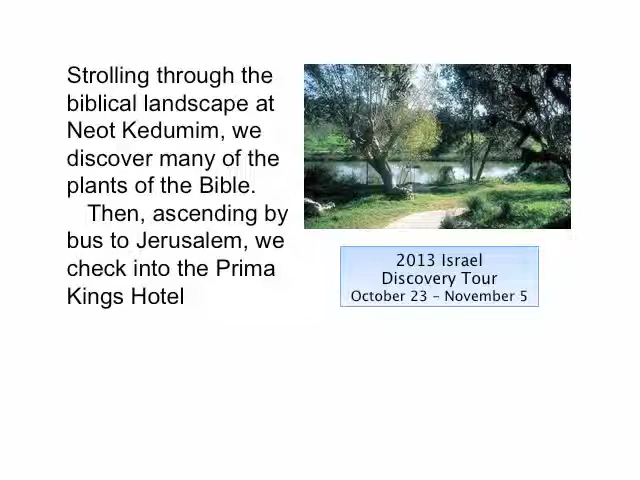 Strolling through the
biblical landscape at
Neot Kedumim, we
discover many of the
plants of the Bible.
Then, ascending by
bus to Jerusalem, we
check into the Prima
Kings Hotel
2013 Israel
Discovery Tour
October 23 – November 5